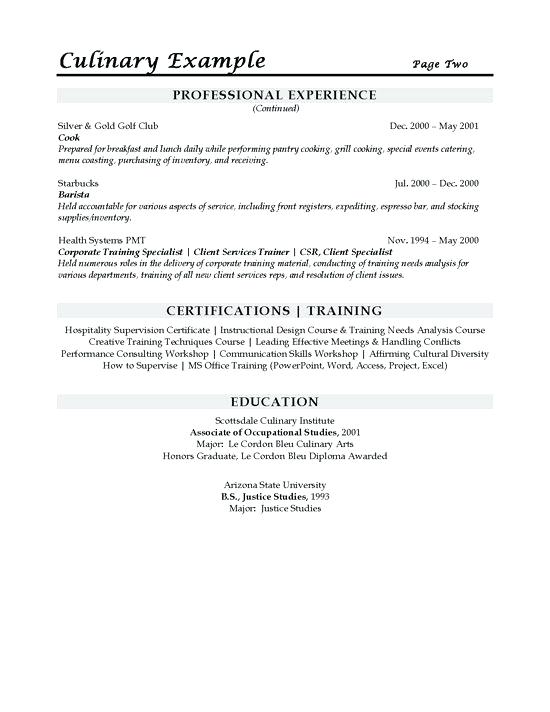 Culinary Example Page Two
PROFESSIONAL EXPERIENCE
(Continued)
Silver & Gold Golf Club Dec. 2000 – May 2001
Cook
Prepared for breakfast and lunch daily while performing pantry cooking, grill cooking, special events catering,
menu coasting, purchasing of inventory, and receiving.
Starbucks Jul. 2000 – Dec. 2000
Barista
Held accountable for various aspects of service, including front registers, expediting, espresso bar, and stocking
supplies/inventory.
Health Systems PMT Nov. 1994 – May 2000
Corporate Training Specialist | Client Services Trainer | CSR, Client Specialist
Held numerous roles in the delivery of corporate training material, conducting of training needs analysis for
various departments, training of all new client services reps, and resolution of client issues.
CERTIFICATIONS | TRAINING
Hospitality Supervision Certificate | Instructional Design Course & Training Needs Analysis Course
Creative Training Techniques Course | Leading Effective Meetings & Handling Conflicts
Performance Consulting Workshop | Communication Skills Workshop | Affirming Cultural Diversity
How to Supervise | MS Office Training (PowerPoint, Word, Access, Project, Excel)
EDUCATION
Scottsdale Culinary Institute
Associate of Occupational Studies, 2001
Major: Le Cordon Bleu Culinary Arts
Honors Graduate, Le Cordon Bleu Diploma Awarded
Arizona State University
B.S., Justice Studies, 1993
Major: Justice Studies